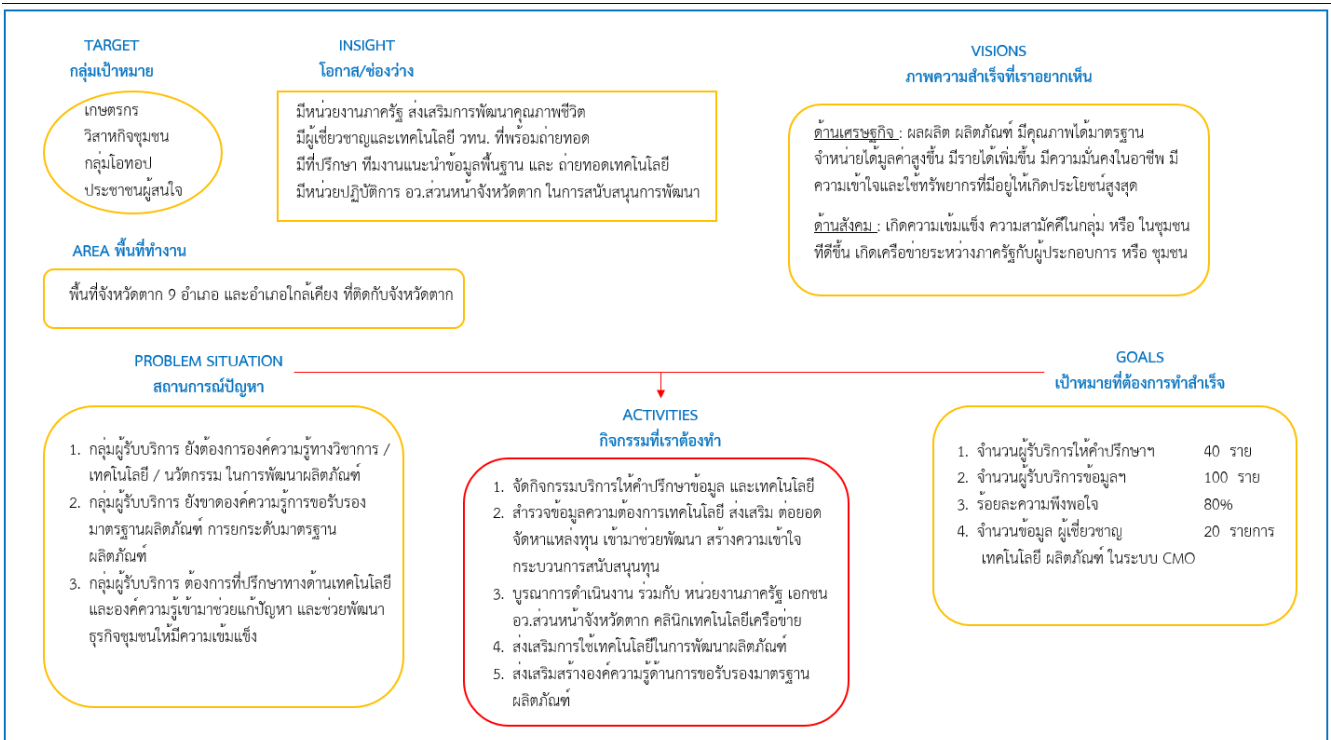 TARGET
กลุ่มเป้าหมาย
เกษตรกร
วิสาหกิจชุมชน
กลุ่มโอทอป
ประชาชนผู้สนใจ
INSIGHT
โอกาส/ช่องว่าง
มีหน่วยงานภาครัฐ ส่งเสริมการพัฒนาคุณภาพชีวิต
มีผู้เชี่ยวชาญและเทคโนโลยี วทน. ที่พร้อมถ่ายทอด
มีที่ปรึกษา ทีมงานแนะนำข้อมูลพื้นฐาน และ ถ่ายทอดเทคโนโลยี
มีหน่วยปฏิบัติการ อว.ส่วนหน้าจังหวัดตาก ในการสนับสนุนการพัฒนา
VISIONS
ภาพความสำเร็จที่เราอยากเห็น
ด้านเศรษฐกิจ : ผลผลิต ผลิตภัณฑ์ มีคุณภาพได้มาตรฐาน
จำหน่ายได้มูลค่าสูงขึ้น มีรายได้เพิ่มขึ้น มีความมั่นคงในอาชีพ มี
ความเข้าใจและใช้ทรัพยากรที่มีอยู่ให้เกิดประโยชน์สูงสุด
ด้านสังคม : เกิดความเข้มแข็ง ความสามัคคีในกลุ่ม หรือ ในชุมชน
ทีดีขึ้น เกิดเครือข่ายระหว่างภาครัฐกับผู้ประกอบการ หรือ ชุมชน
AREA พื้นที่ทำงาน
พื้นที่จังหวัดตาก 9 อำเภอ และอำเภอใกล้เคียง ที่ติดกับจังหวัดตาก
PROBLEM SITUATION
สถานการณ์ปัญหา
1. กลุ่มผู้รับบริการ ยังต้องการองค์ความรู้ทางวิชาการ /
เทคโนโลยี / นวัตกรรม ในการพัฒนาผลิตภัณฑ์
2. กลุ่มผู้รับบริการ ยังขาดองค์ความรู้การขอรับรอง
มาตรฐานผลิตภัณฑ์ การยกระดับมาตรฐาน
ผลิตภัณฑ์
3. กลุ่มผู้รับบริการ ต้องการที่ปรึกษาทางด้านเทคโนโลยี
และองค์ความรู้เข้ามาช่วยแก้ปัญหา และช่วยพัฒนา
ธุรกิจชุมชนให้มีความเข้มแข็ง
ACTIVITIES
กิจกรรมที่เราต้องทำ
1. จัดกิจกรรมบริการให้คำปรึกษาข้อมูล และเทคโนโลยี
2. สำรวจข้อมูลความต้องการเทคโนโลยี ส่งเสริม ต่อยอด
จัดหาแหล่งทุน เข้ามาช่วยพัฒนา สร้างความเข้าใจ
กระบวนการสนับสนุนทุน
3. บูรณาการดำเนินงาน ร่วมกับ หน่วยงานภาครัฐ เอกชน
อว.ส่วนหน้าจังหวัดตาก คลินิกเทคโนโลยีเครือข่าย
4. ส่งเสริมการใช้เทคโนโลยีในการพัฒนาผลิตภัณฑ์
5. ส่งเสริมสร้างองค์ความรู้ด้านการขอรับรองมาตรฐาน
ผลิตภัณฑ์
GOALS
เป้าหมายที่ต้องการทำสำเร็จ
1. จำนวนผู้รับบริการให้คำปรึกษาฯ 40 ราย
2. จำนวนผู้รับบริการข้อมูลฯ 100 ราย
3. ร้อยละความพึงพอใจ 80%
4. จำนวนข้อมูล ผู้เชี่ยวชาญ 20 รายการ
เทคโนโลยี ผลิตภัณฑ์ ในระบบ CMO